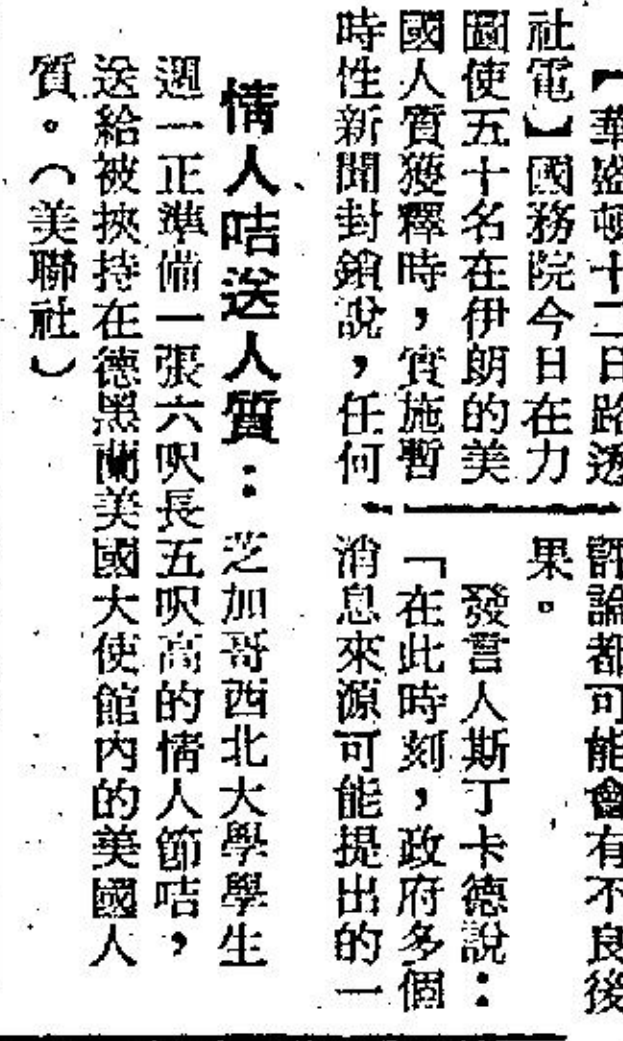 【華盛頓十二日路透
社電】國務院今日在力
圖使五十名在伊朗的美
國人質獲釋時，實施暫
時性新聞封鎖說，任何
評論都可能會有不良後
果。
發言人斯丁卡德說：
「在此時刻，政府多個
消息來源可能提出的一
情人咭送人質：芝加哥西北大學學生
週一正準備一張六呎長五呎高的情人節咭，
送給被挾持在德黑蘭美國大使館內的美國人
質。（美聯社）